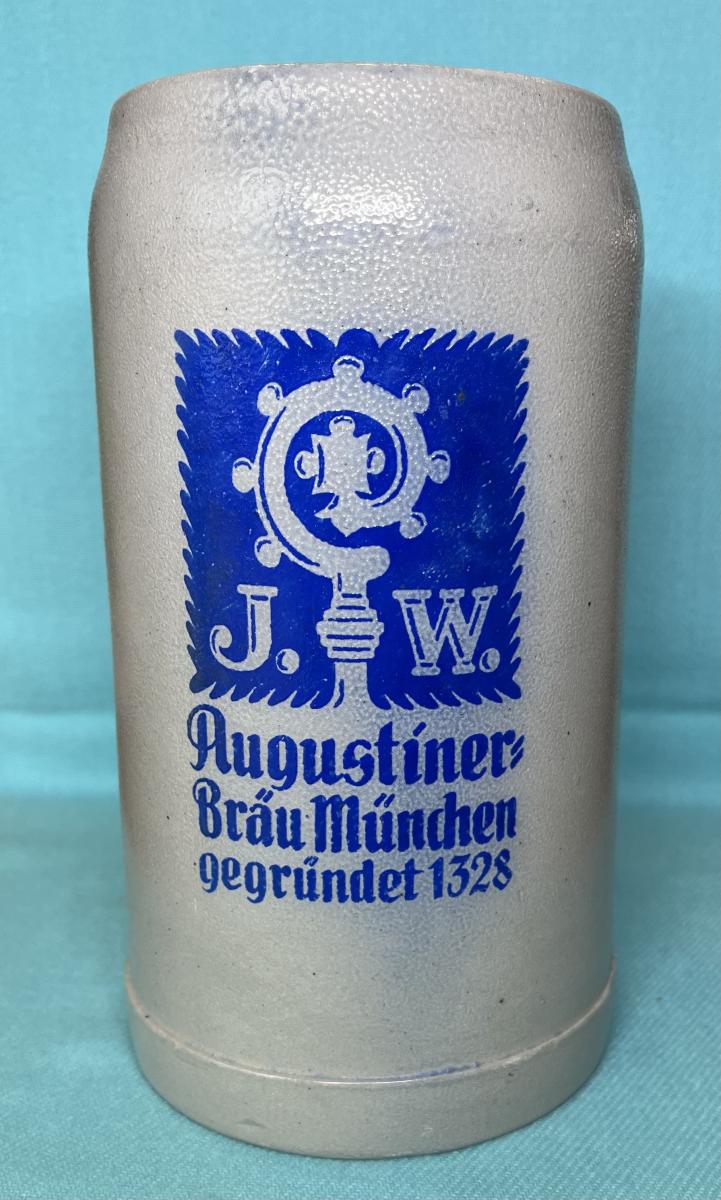 J. W.
Augustiner-
Bräu München
gegründet 1328